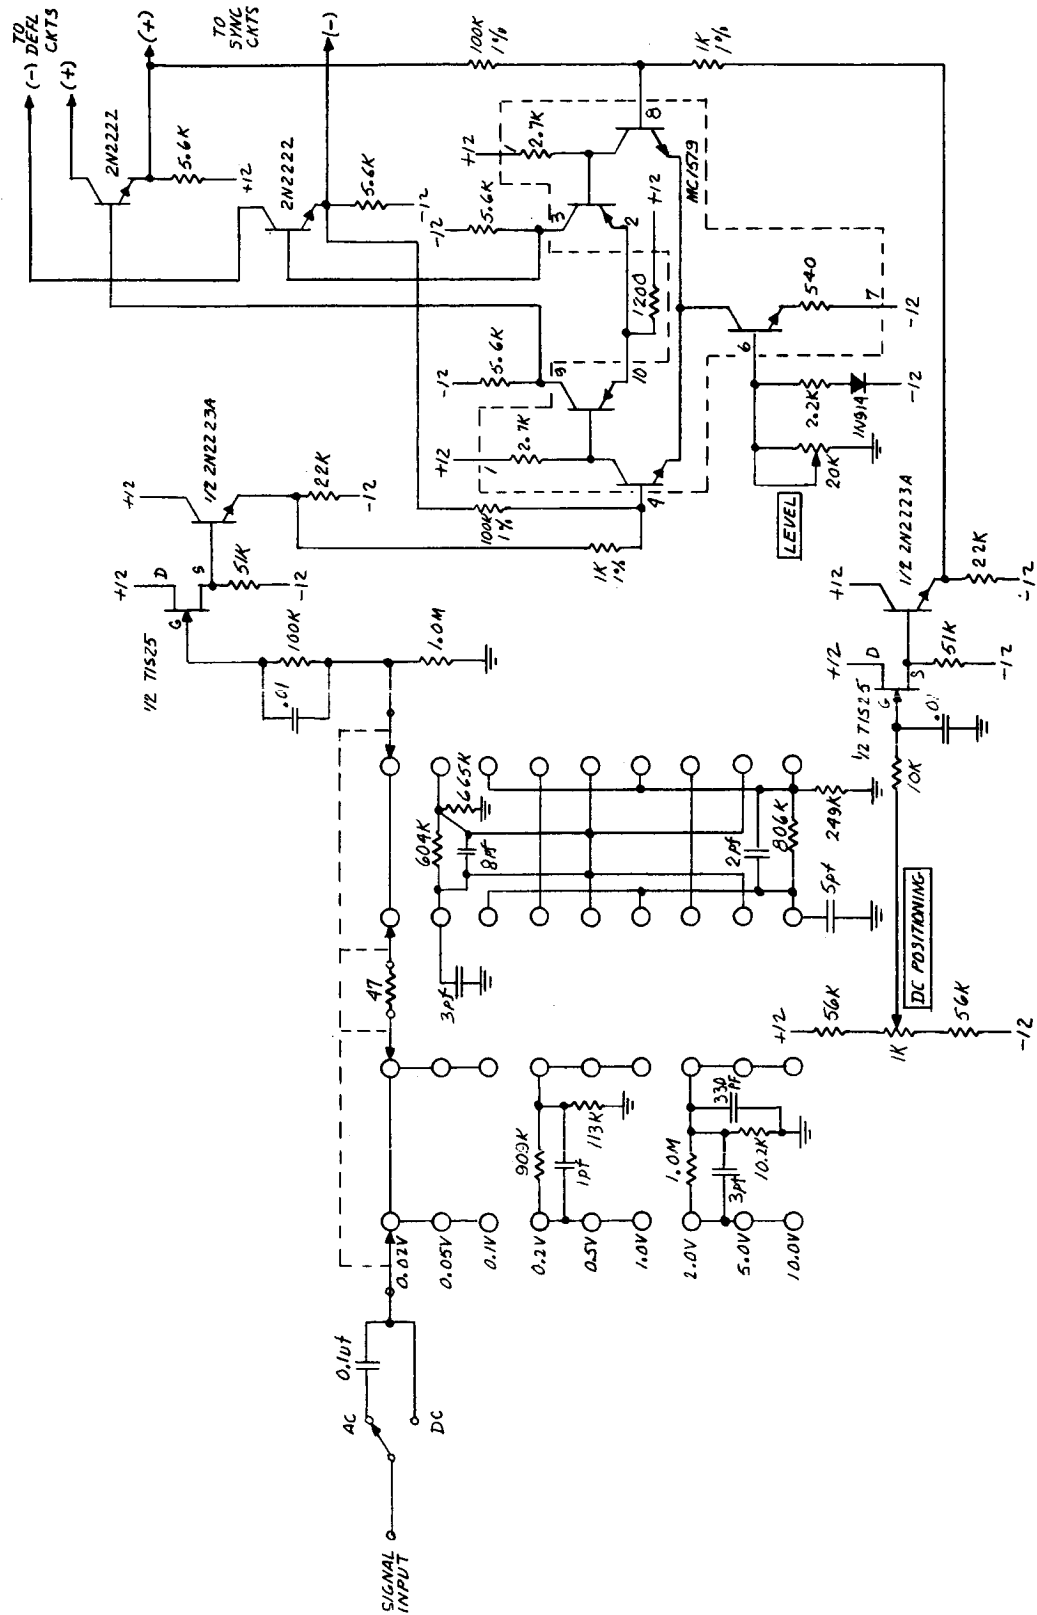 TO
DEFL
CKTS
(-)
(+)
(+)
TO
SYNC
CKTS
(-)
2N2222
5.6K
+12
2N2222
5.6K
-12
100K
1%
1K
1%
+12
1
2.7K
8
MC1579
-12
5.6K
3
2
+12
1200
-12
5.6K
9
10
+12
1
2.7K
4
100K
1%
1K
1%
6
540
7
-12
2.2K
1N914
-12
20K
LEVEL
+12
1/2 2N2223A
22K
-12
+12
D
G
S
51K
-12
1/2 TIS25
100K
.01
1.0M
+12
1/2 2N2223A
22K
-12
+12
D
G
S
51K
-12
1/2 TIS25
.01
10K
DC POSITIONING
+12
56K
1K
56K
-12
604K
665K
8pf
2pf
806K
249K
5pf
3pf
47
909K
1pf
113K
1.0M
3pf
330
PF
10.2K
0.02V
0.05V
0.1V
0.2V
0.5V
1.0V
2.0V
5.0V
10.0V
0.1uf
AC
DC
SIGNAL
INPUT